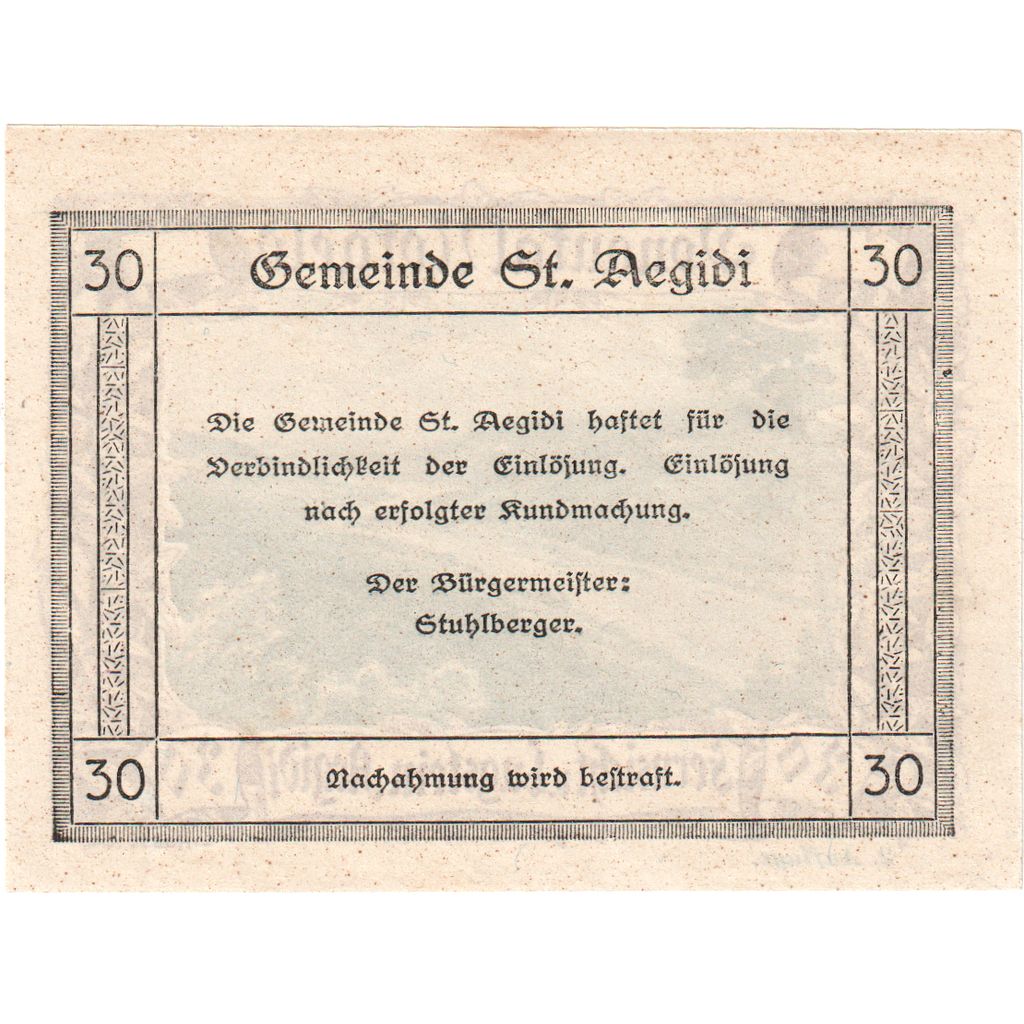 30 Gemeinde St. Aegidi 30
Die Gemeinde St. Aegidi haftet für die
Verbindlichkeit der Einlösung. Einlösung
nach erfolgter Kundmachung.
Der Bürgermeister:
Stuhlberger.
30 Nachahmung wird bestraft. 30